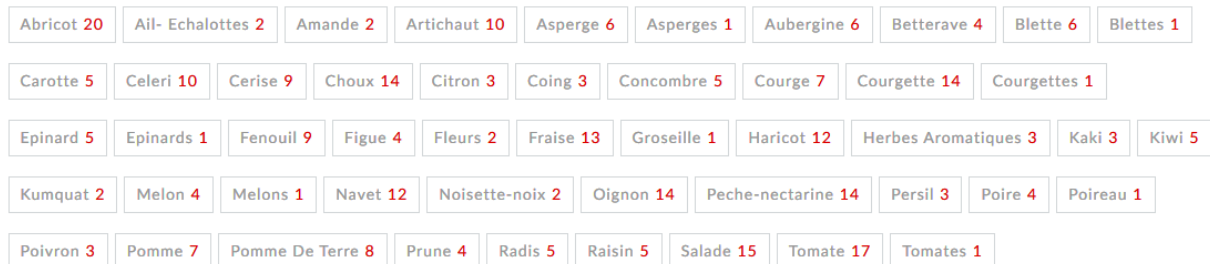 Abricot 20 Ail- Echalottes 2 Amande 2 Artichaut 10 Asperge 6 Asperges 1 Aubergine 6 Betterave 4 Blette 6 Blettes 1
Carotte 5 Celeri 10 Cerise 9 Choux 14 Citron 3 Coing 3 Concombre 5 Courge 7 Courgette 14 Courgettes 1
Epinard 5 Epinards 1 Fenouil 9 Figue 4 Fleurs 2 Fraise 13 Groseille 1 Haricot 12 Herbes Aromatiques 3 Kaki 3 Kiwi 5
Kumquat 2 Melon 4 Melons 1 Navet 12 Noisette-noix 2 Oignon 14 Peche-nectarine 14 Persil 3 Poire 4 Poireau 1
Poivron 3 Pomme 7 Pomme De Terre 8 Prune 4 Radis 5 Raisin 5 Salade 15 Tomate 17 Tomates 1